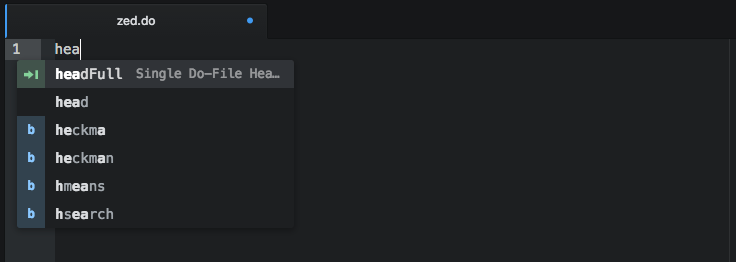 zed.do
1 hea
headFull Single Do-File Hea…
head
b heckma
b heckman
b hmeans
b hsearch